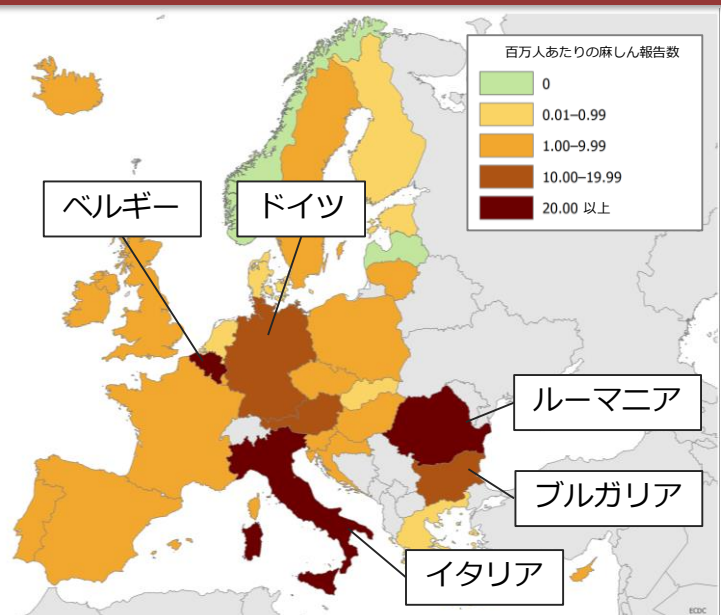 百万人あたりの麻しん報告数
0
0.01–0.99
1.00–9.99
10.00–19.99
20.00 以上
ベルギー
ドイツ
ルーマニア
ブルガリア
イタリア
ECDC